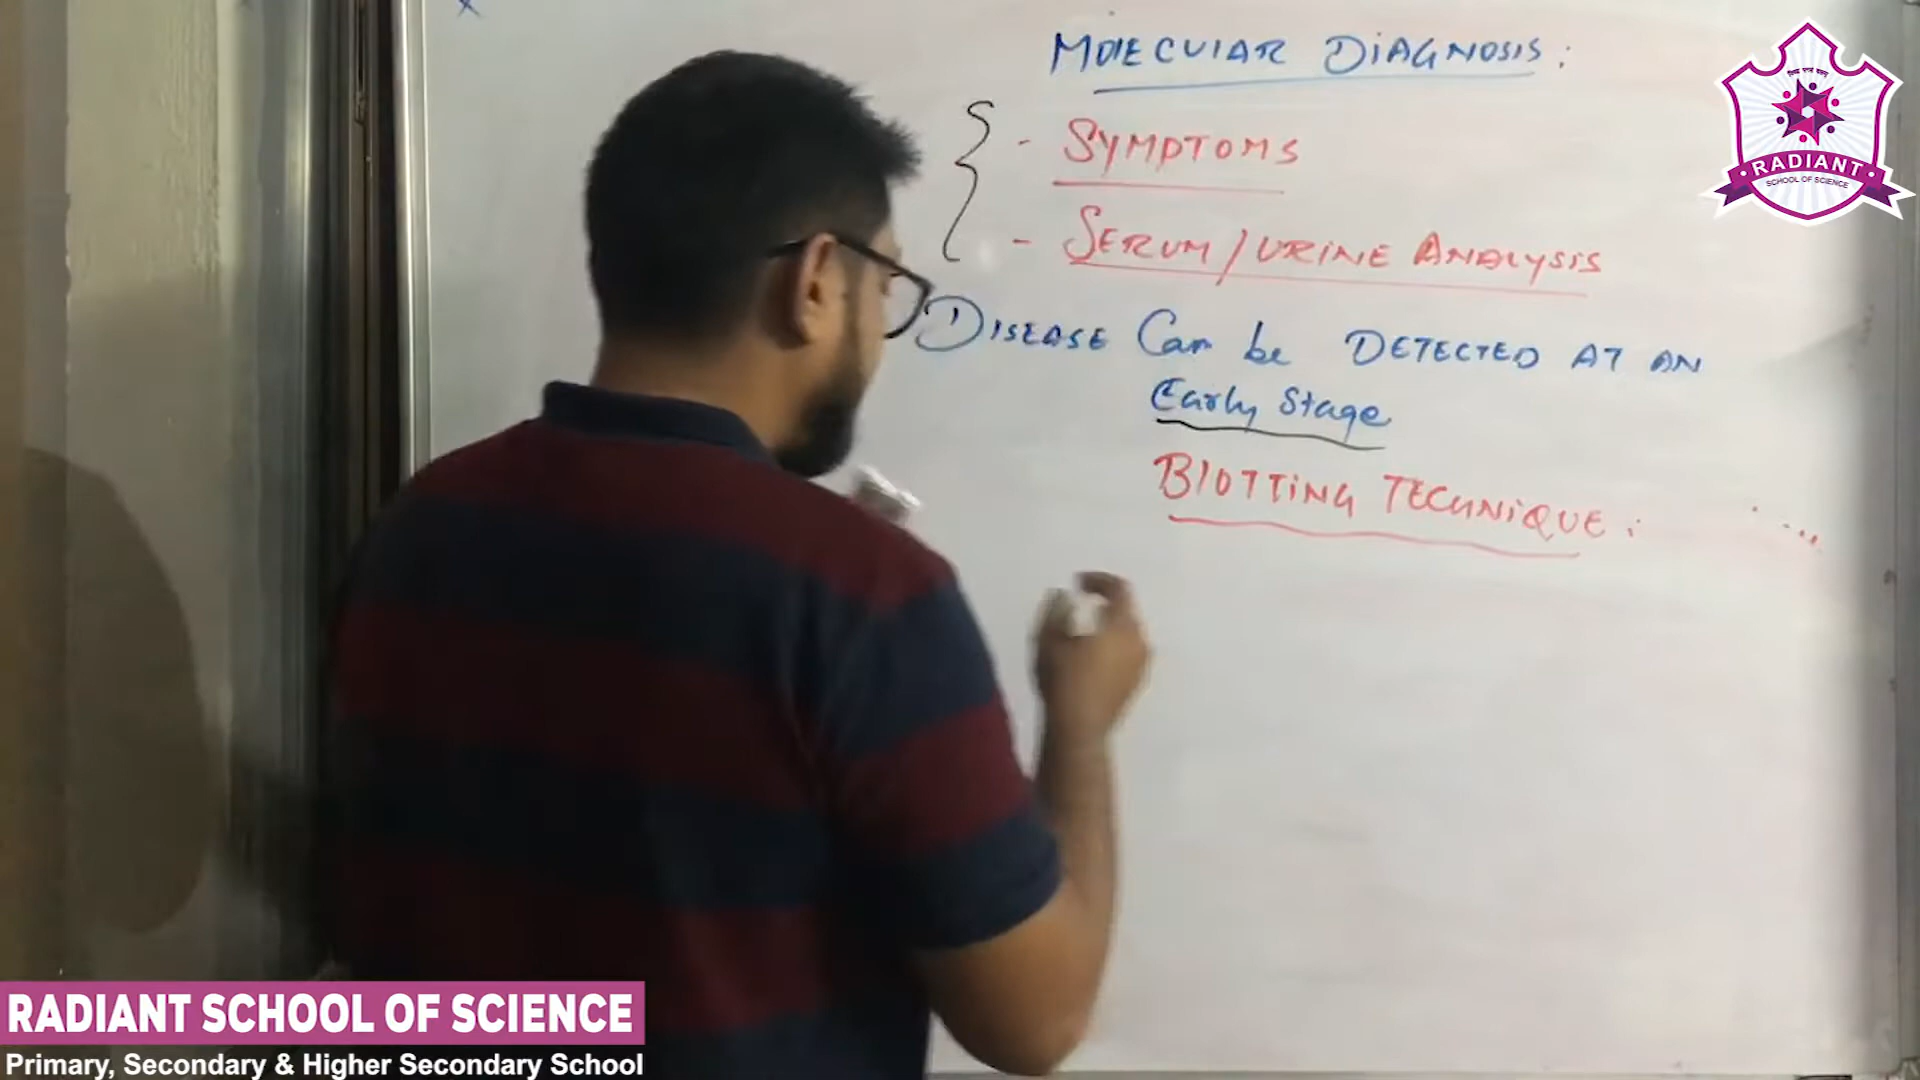 MOLECULAR DIAGNOSIS:
- SYMPTOMS
- SERUM/URINE ANALYSIS
DISEASE Can be DETECTED AT AN
Early Stage
BLOTTING TECHNIQUE:
RADIANT
SCHOOL OF SCIENCE
RADIANT SCHOOL OF SCIENCE
Primary, Secondary & Higher Secondary School